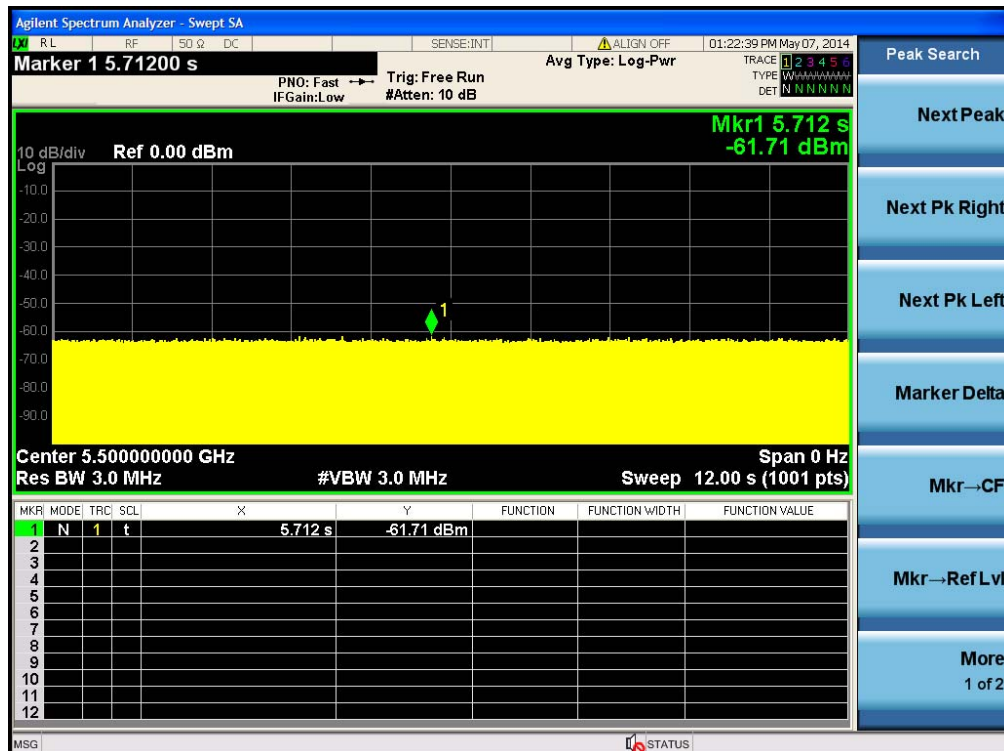 Agilent Spectrum Analyzer - Swept SA
LXI RL RF 50 Ω DC SENSE:INT ALIGN OFF 01:22:39 PM May 07, 2014
Marker 1 5.71200 s
PNO: Fast
IFGain:Low
Trig: Free Run
#Atten: 10 dB
Avg Type: Log-Pwr
TRACE 1 2 3 4 5 6
TYPE WWWWWW
DET N N N N N N
Mkr1 5.712 s
-61.71 dBm
10 dB/div Ref 0.00 dBm
Log
-10.0
-20.0
-30.0
-40.0
-50.0
-60.0
-70.0
-80.0
-90.0
1
Center 5.500000000 GHz Span 0 Hz
Res BW 3.0 MHz #VBW 3.0 MHz Sweep 12.00 s (1001 pts)
MKR MODE TRC SCL X Y FUNCTION FUNCTION WIDTH FUNCTION VALUE
1 N 1 t 5.712 s -61.71 dBm
2
3
4
5
6
7
8
9
10
11
12
MSG STATUS
Peak Search
Next Peak
Next Pk Right
Next Pk Left
Marker Delta
Mkr→CF
Mkr→Ref Lvl
More
1 of 2